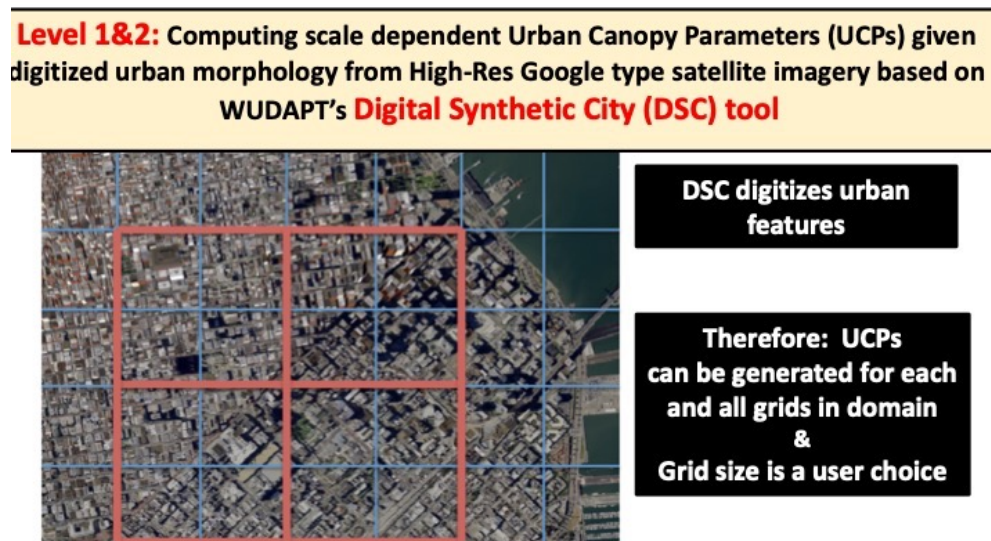 Level 1&2: Computing scale dependent Urban Canopy Parameters (UCPs) given
digitized urban morphology from High-Res Google type satellite imagery based on
WUDAPT’s Digital Synthetic City (DSC) tool
DSC digitizes urban
features
Therefore: UCPs
can be generated for each
and all grids in domain
&
Grid size is a user choice